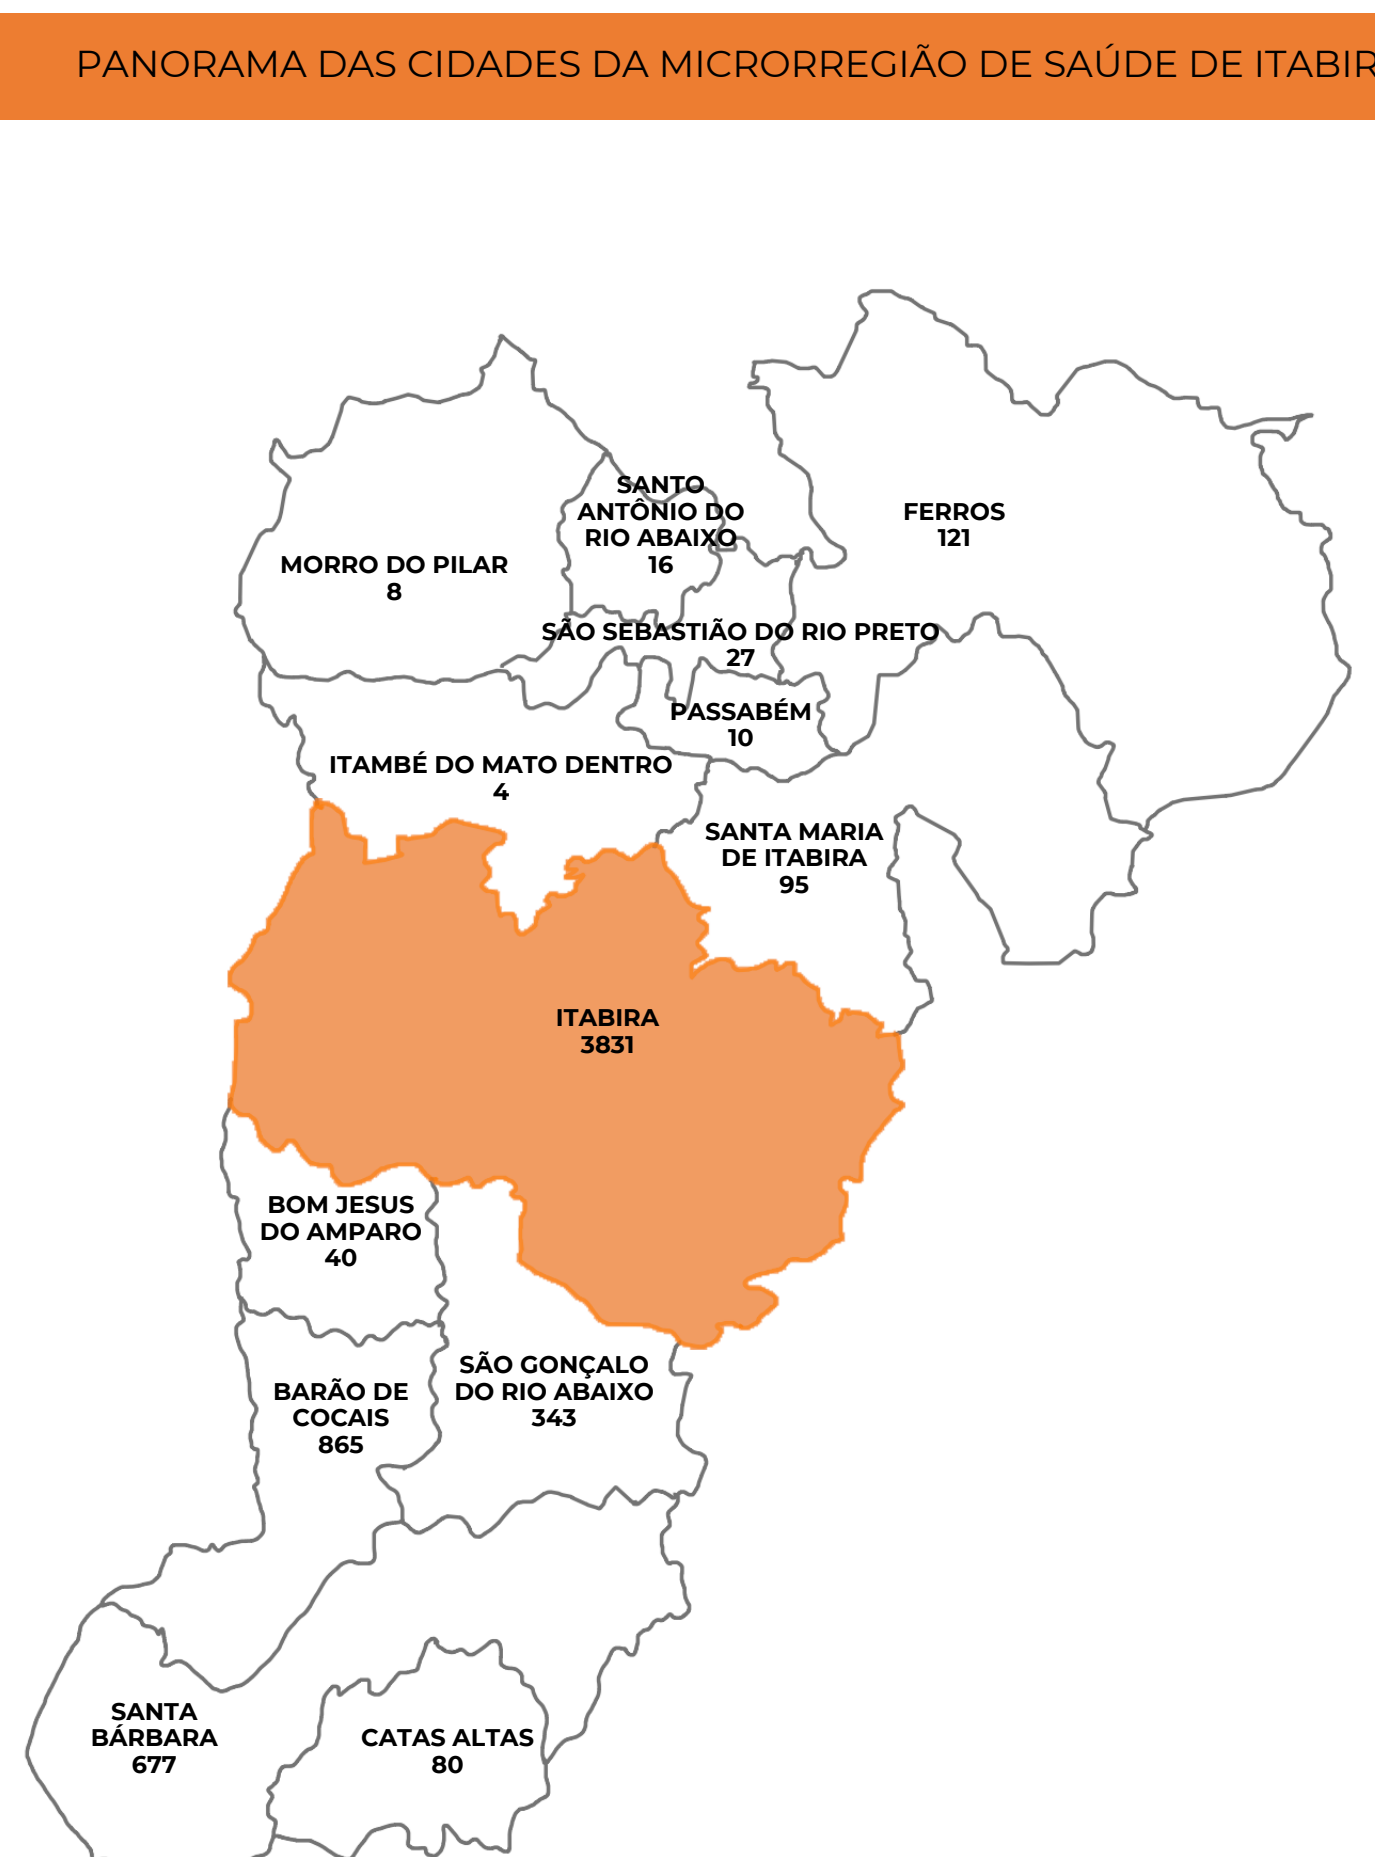 PANORAMA DAS CIDADES DA MICRORREGIÃO DE SAÚDE DE ITABIR
SANTO
ANTÔNIO DO
RIO ABAIXO
16
FERROS
121
MORRO DO PILAR
8
SÃO SEBASTIÃO DO RIO PRETO
27
PASSABÉM
10
ITAMBÉ DO MATO DENTRO
4
SANTA MARIA
DE ITABIRA
95
ITABIRA
3831
BOM JESUS
DO AMPARO
40
SÃO GONÇALO
DO RIO ABAIXO
343
BARÃO DE
COCAIS
865
SANTA
BÁRBARA
677
CATAS ALTAS
80